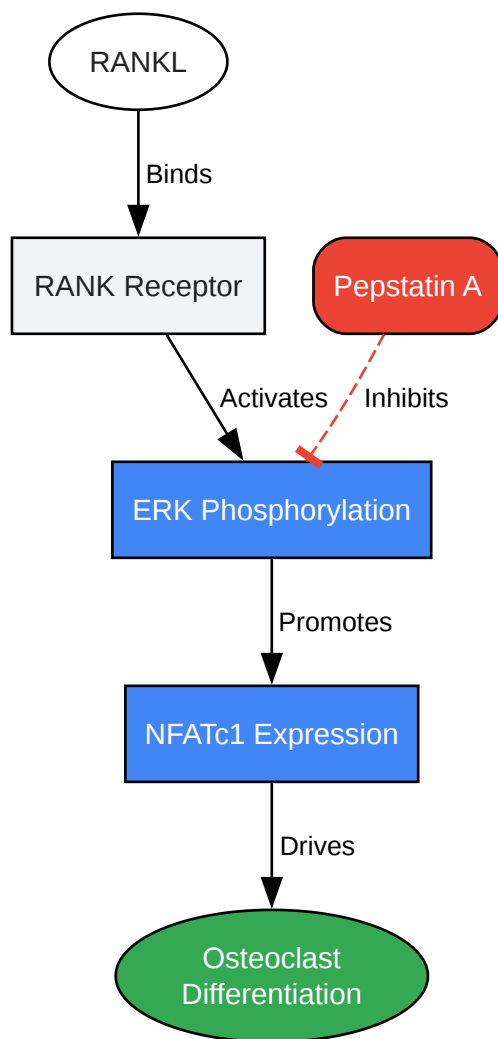 RANKL
Binds
RANK Receptor
Pepstatin A
Activates
Inhibits
ERK Phosphorylation
Promotes
NFATc1 Expression
Drives
Osteoclast
Differentiation